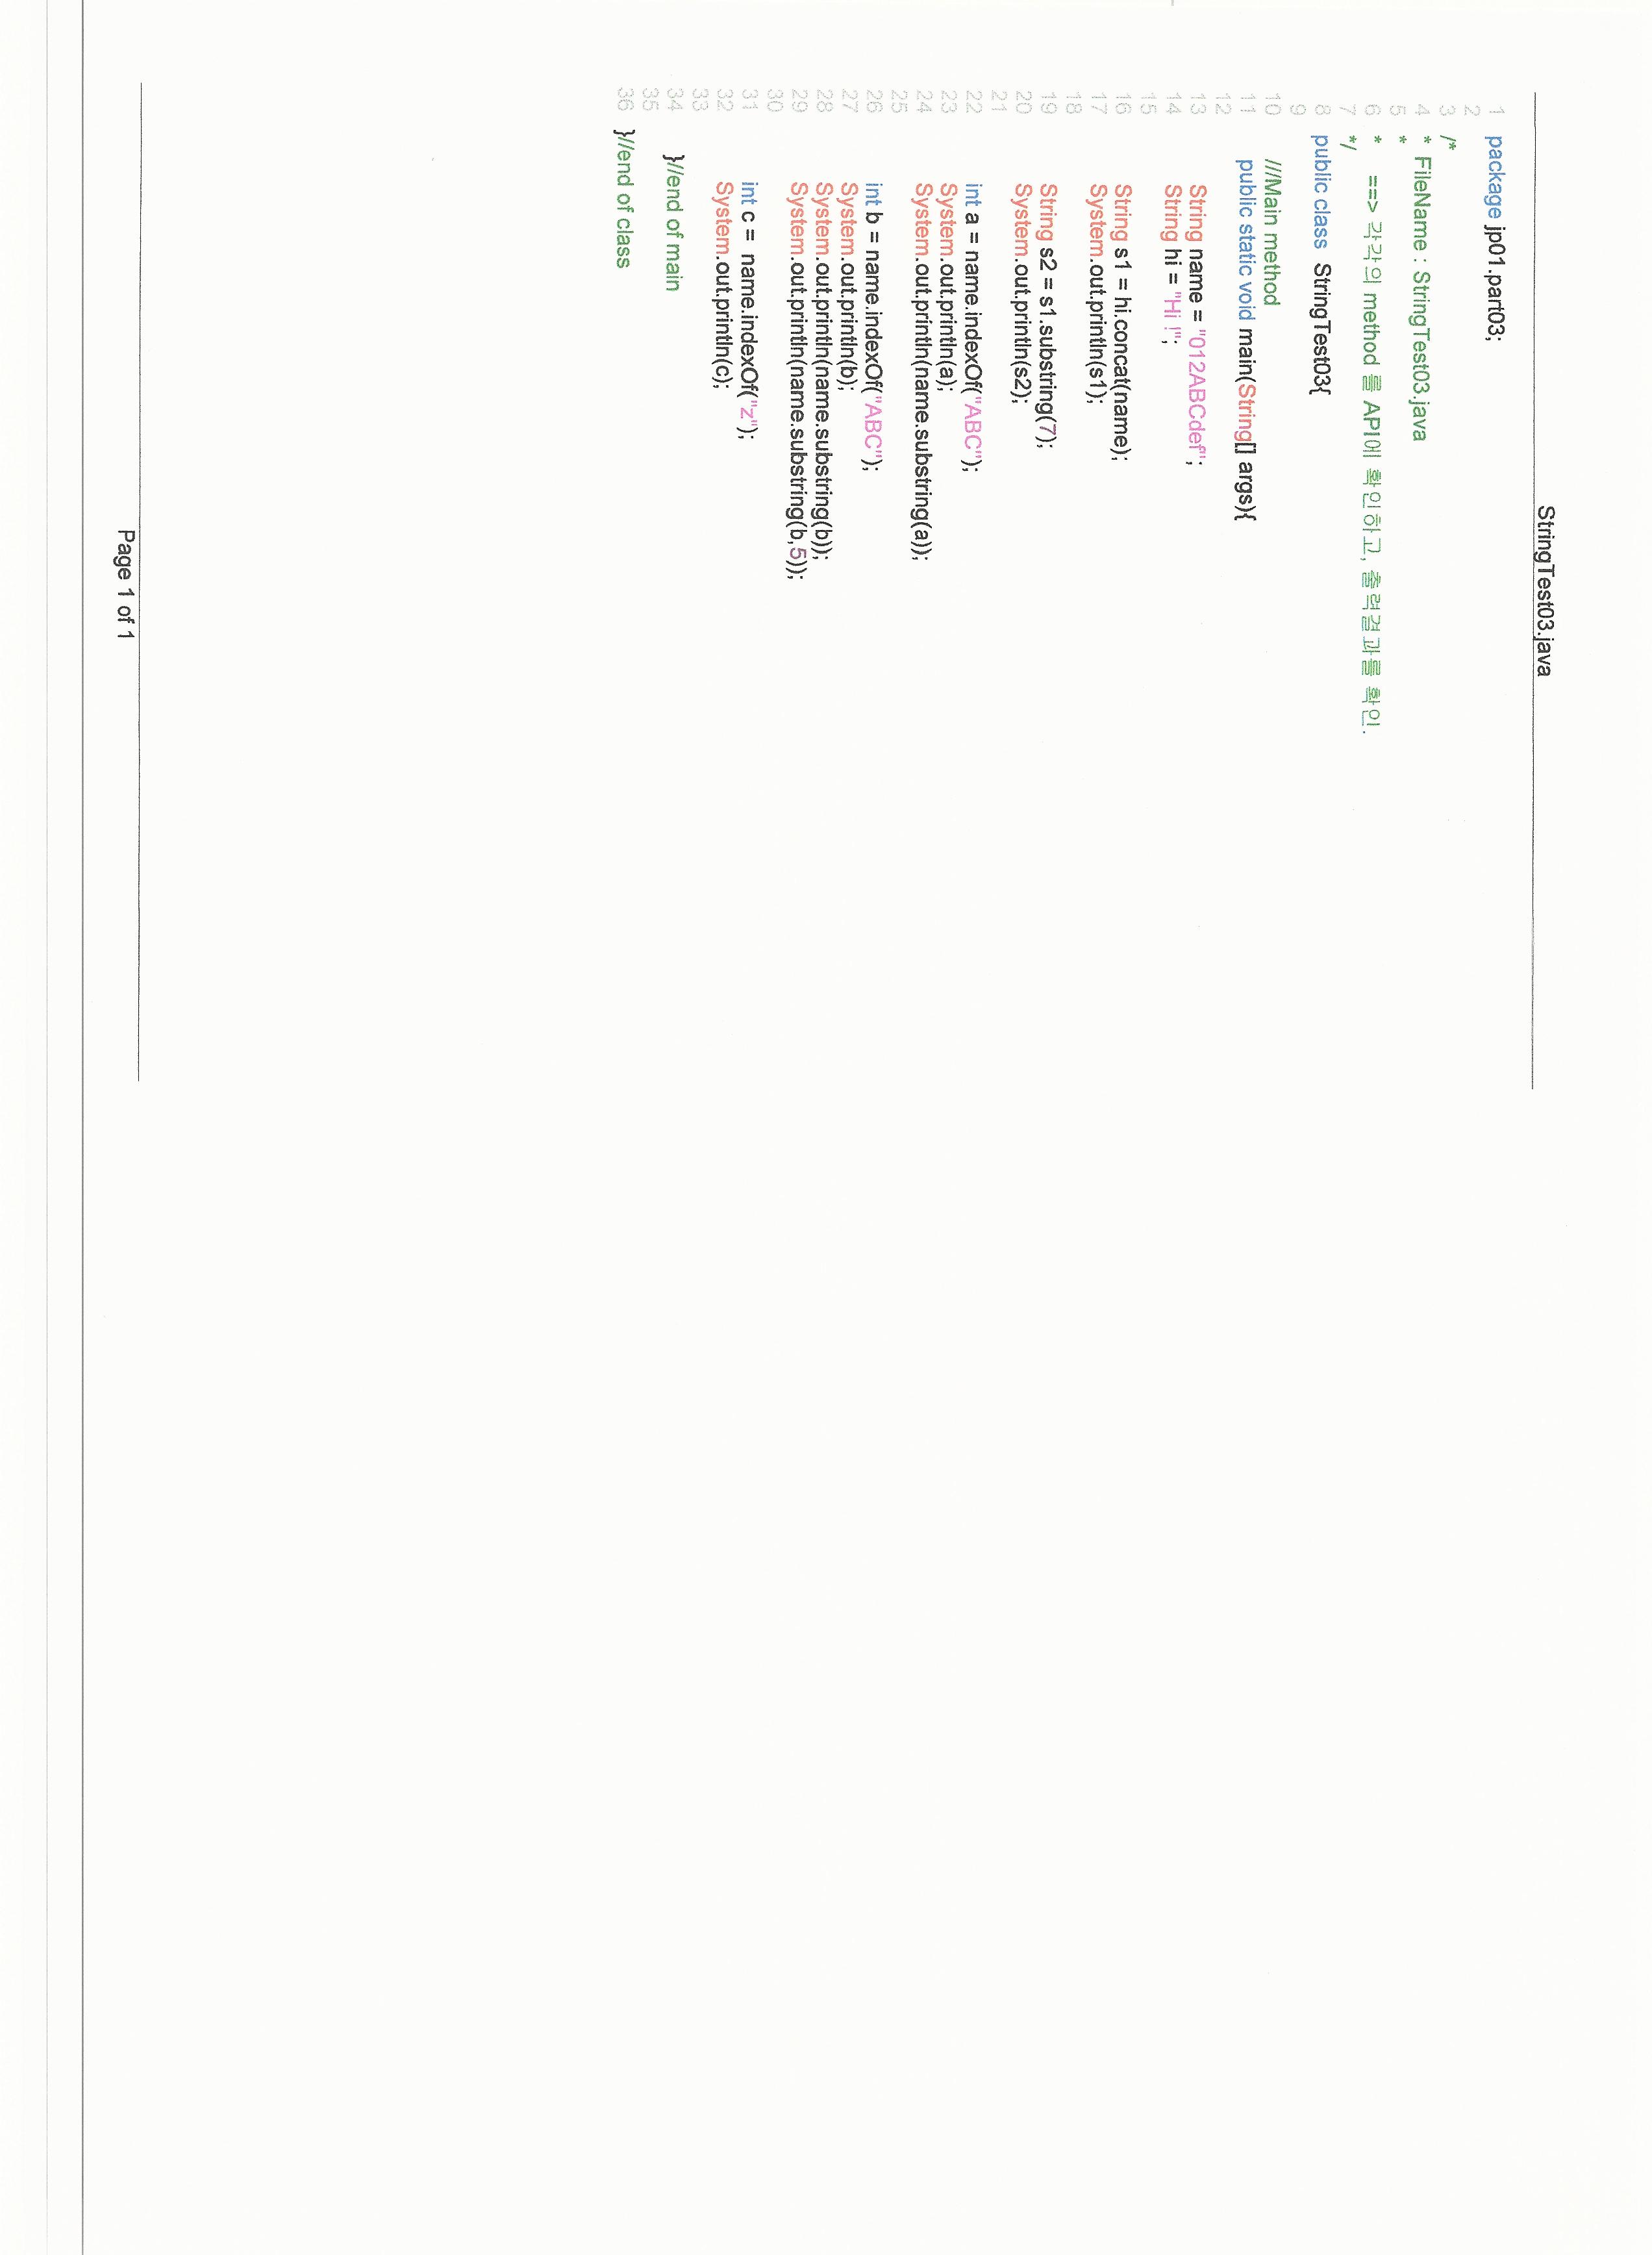 StringTest03.java
1 package jp01.part03;
2
3 /*
4 * FileName : StringTest03.java
5 *
6 * ==> 각각의 method 를 API에 확인하고, 출력결과를 확인.
7 */
8 public class StringTest03{
9
10 ///Main method
11 public static void main(String[] args){
12
13 String name = "012ABCdef";
14 String hi = "Hi !";
15
16 String s1 = hi.concat(name);
17 System.out.println(s1);
18
19 String s2 = s1.substring(7);
20 System.out.println(s2);
21
22 int a = name.indexOf("ABC");
23 System.out.println(a);
24 System.out.println(name.substring(a));
25
26 int b = name.indexOf("ABC");
27 System.out.println(b);
28 System.out.println(name.substring(b));
29 System.out.println(name.substring(b,5));
30
31 int c = name.indexOf("z");
32 System.out.println(c);
33
34 }//end of main
35
36 }//end of class
Page 1 of 1